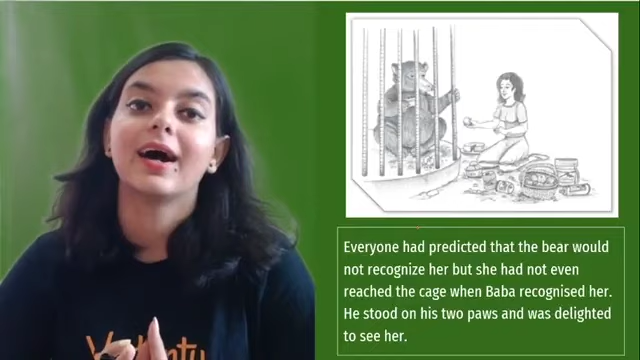 Everyone had predicted that the bear would
not recognize her but she had not even
reached the cage when Baba recognised her.
He stood on his two paws and was delighted
to see her.